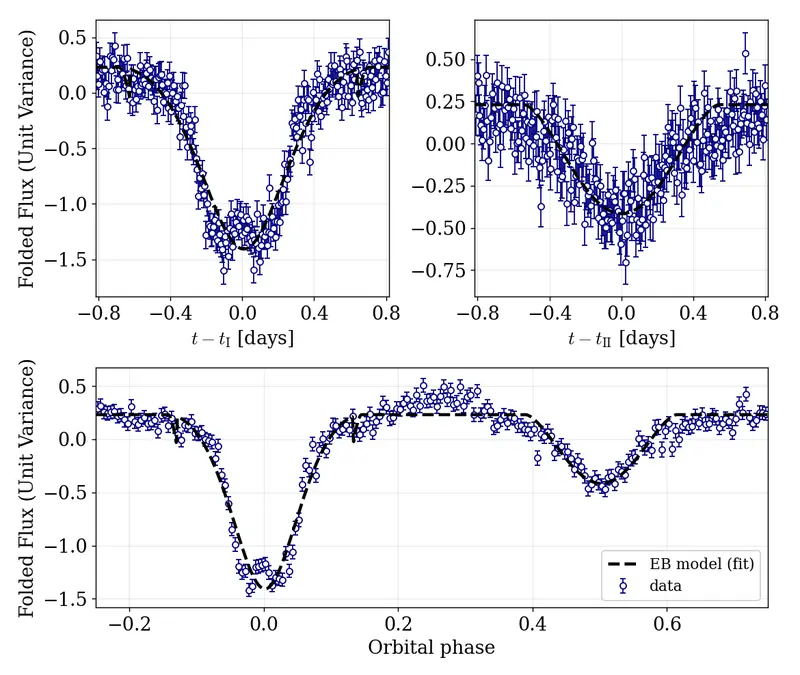 Folded Flux (Unit Variance)
0.5
0.0
−0.5
−1.0
−1.5
−0.8 −0.4 0.0 0.4 0.8
t − tI [days]
0.50
0.25
0.00
−0.25
−0.50
−0.75
−0.8 −0.4 0.0 0.4 0.8
t − tII [days]
Folded Flux (Unit Variance)
0.5
0.0
−0.5
−1.0
−1.5
−0.2 0.0 0.2 0.4 0.6
Orbital phase
EB model (fit)
data